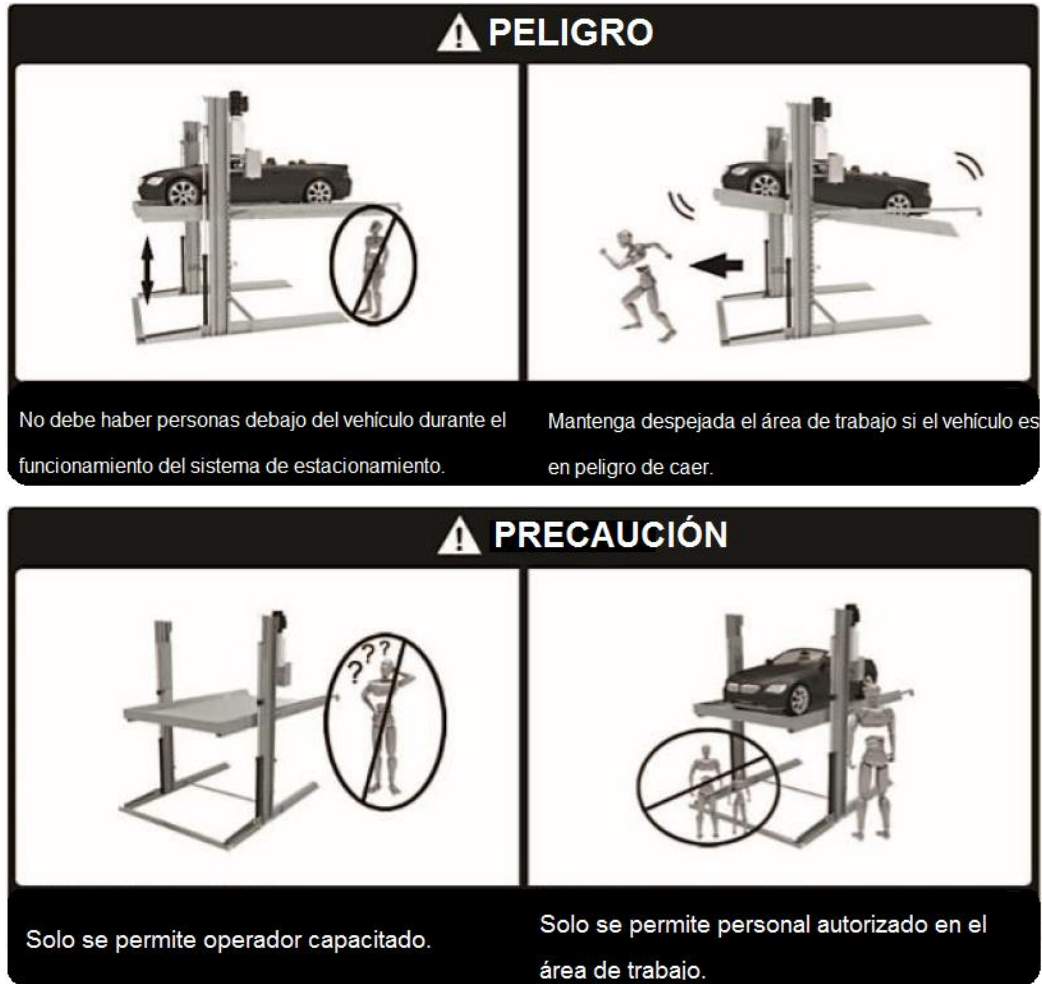 PELIGRO
No debe haber personas debajo del vehículo durante el
funcionamiento del sistema de estacionamiento.
Mantenga despejada el área de trabajo si el vehículo es
en peligro de caer.
PRECAUCIÓN
???
Solo se permite operador capacitado.
Solo se permite personal autorizado en el
área de trabajo.